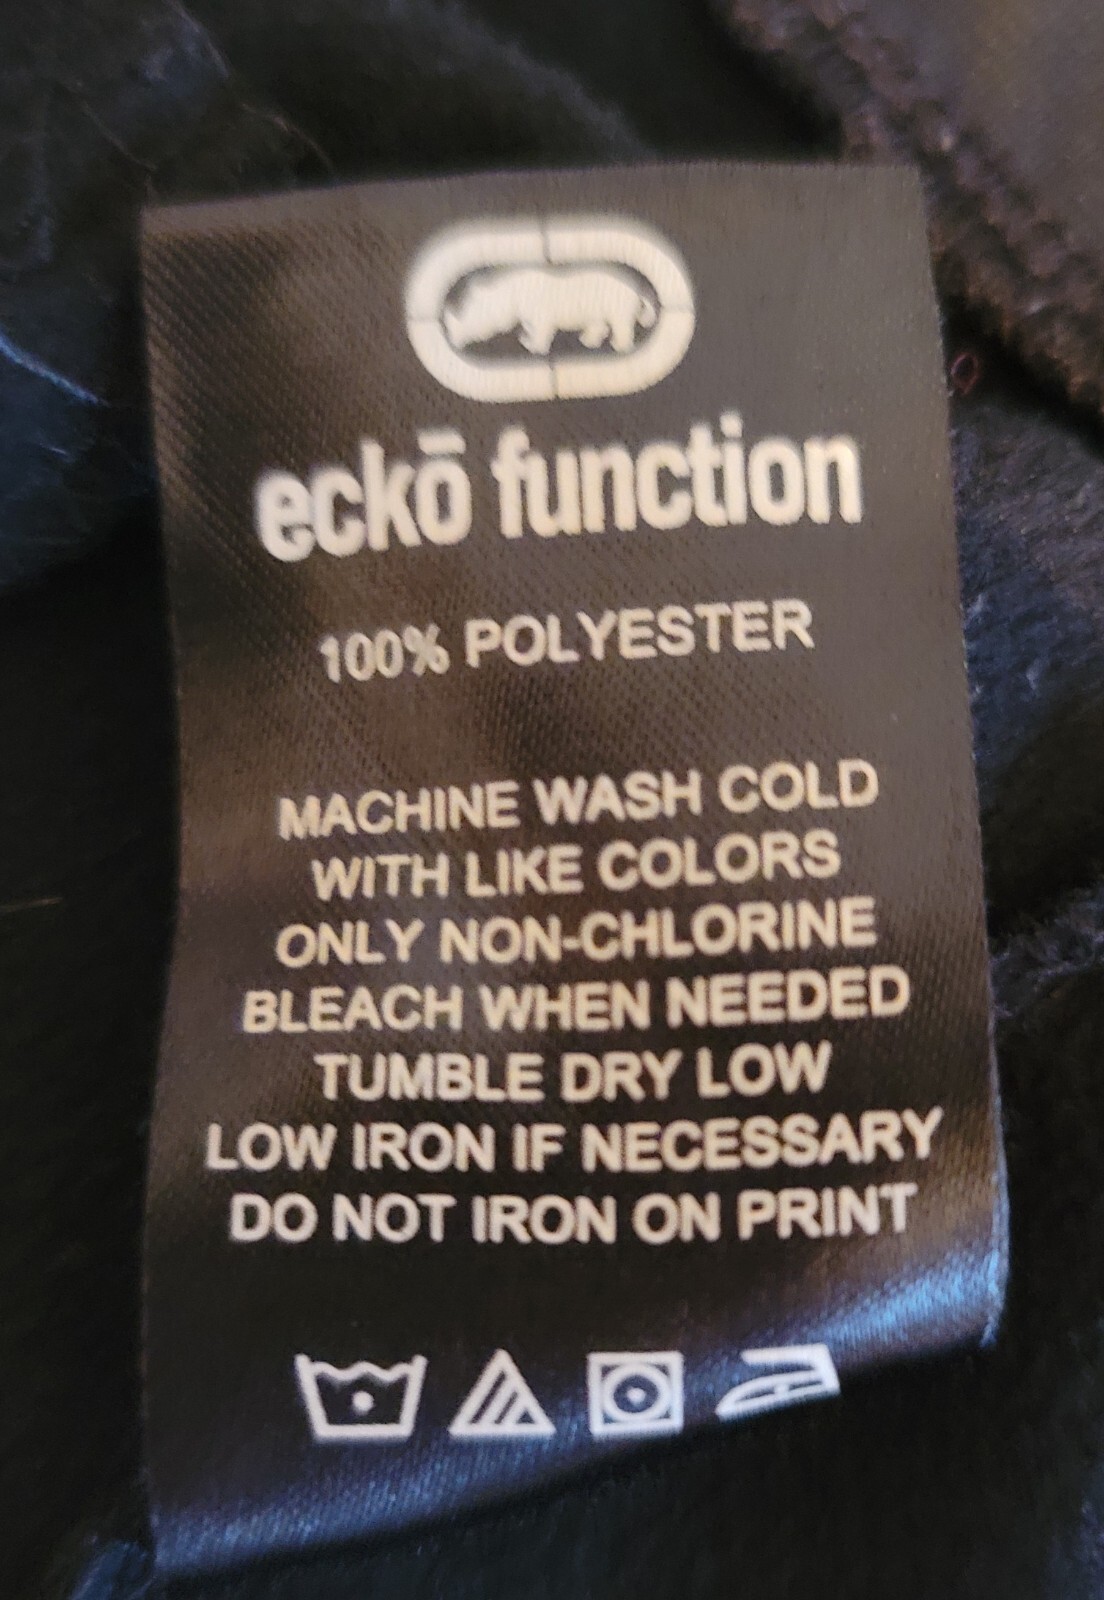 eckō function
100% POLYESTER
MACHINE WASH COLD
WITH LIKE COLORS
ONLY NON-CHLORINE
BLEACH WHEN NEEDED
TUMBLE DRY LOW
LOW IRON IF NECESSARY
DO NOT IRON ON PRINT